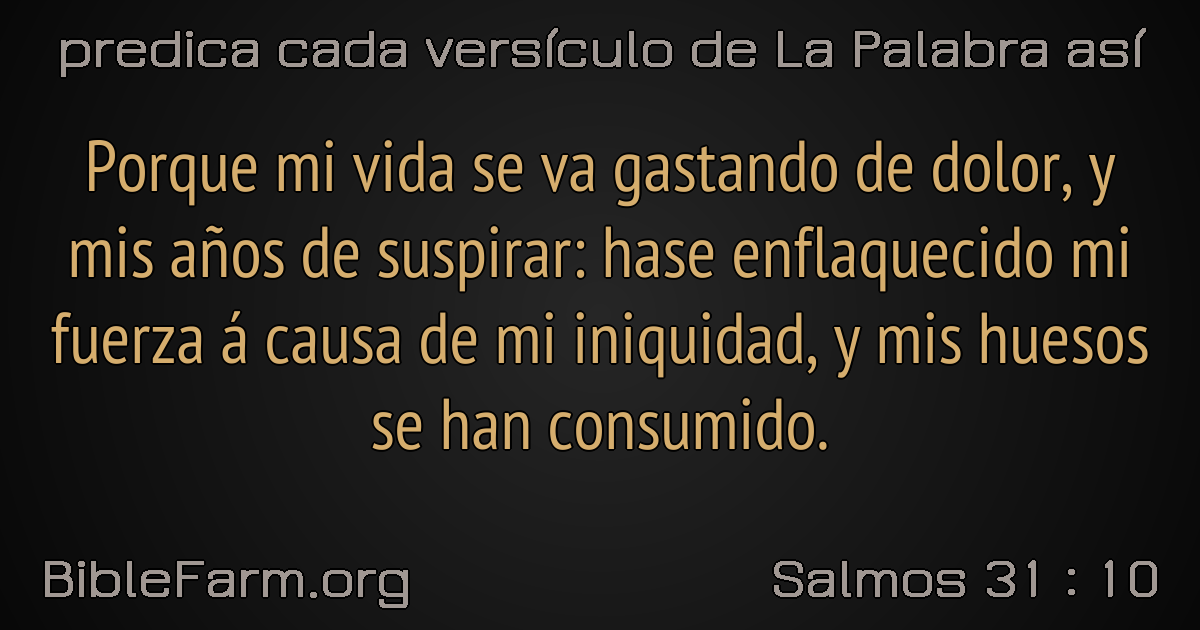 predica cada versículo de La Palabra así
Porque mi vida se va gastando de dolor, y
mis años de suspirar: hase enflaquecido mi
fuerza á causa de mi iniquidad, y mis huesos
se han consumido.
BibleFarm.org
Salmos 31 : 10